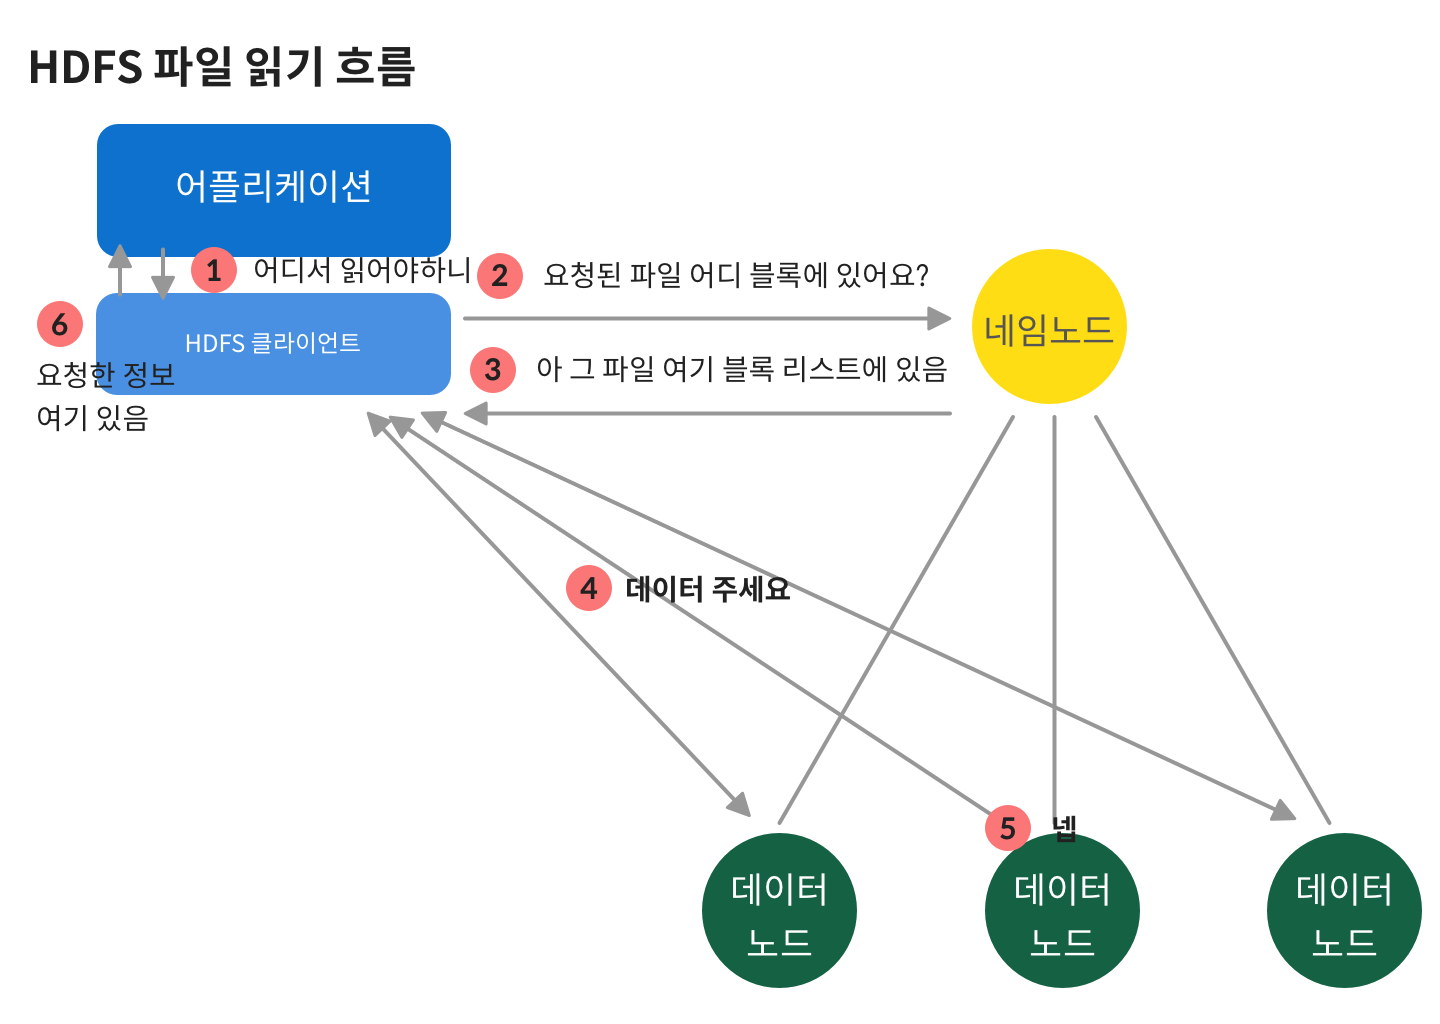 HDFS 파일 읽기 흐름
어플리케이션
1 어디서 읽어야하니
2 요청된 파일 어디 블록에 있어요?
네임노드
6
요청한 정보
여기 있음
HDFS 클라이언트
3 아 그 파일 여기 블록 리스트에 있음
4 데이터 주세요
5 넵
데이터
노드
데이터
노드
데이터
노드